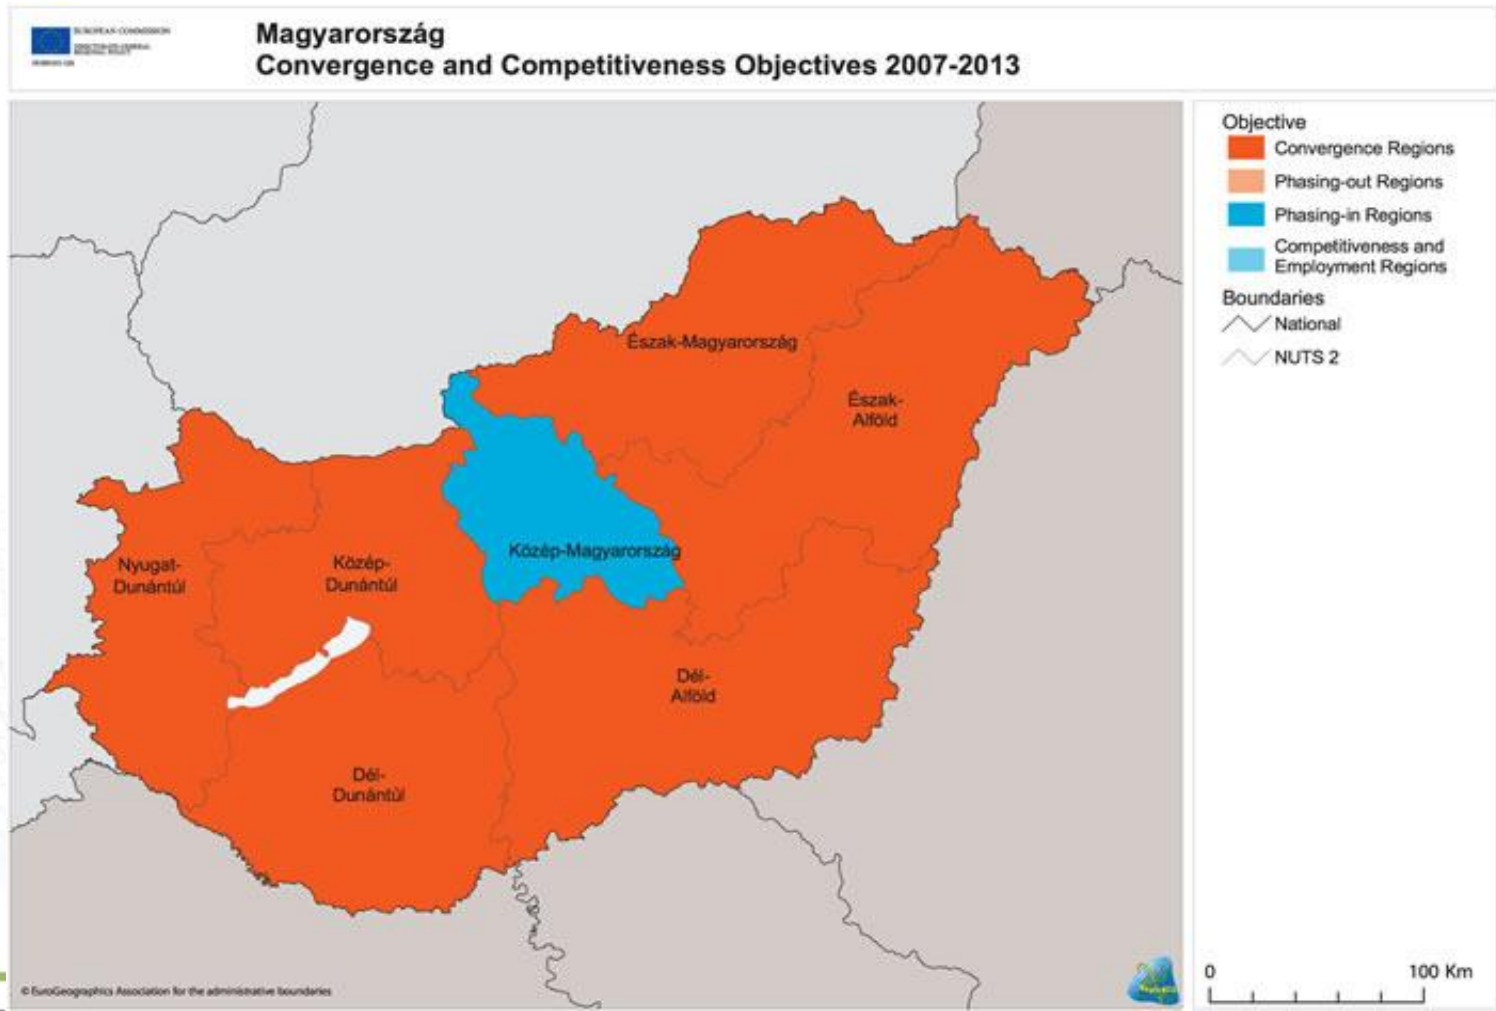 EUROPEAN COMMISSION
Magyarország
Convergence and Competitiveness Objectives 2007-2013
Objective
Convergence Regions
Phasing-out Regions
Phasing-in Regions
Competitiveness and
Employment Regions
Boundaries
National
NUTS 2
Észak-Magyarország
Észak-
Alföld
Közép-Magyarország
Nyugat-
Dunántúl
Közép-
Dunántúl
Dél-
Alföld
Dél-
Dunántúl
0 100 Km
© EuroGeographics Association for the administrative boundaries